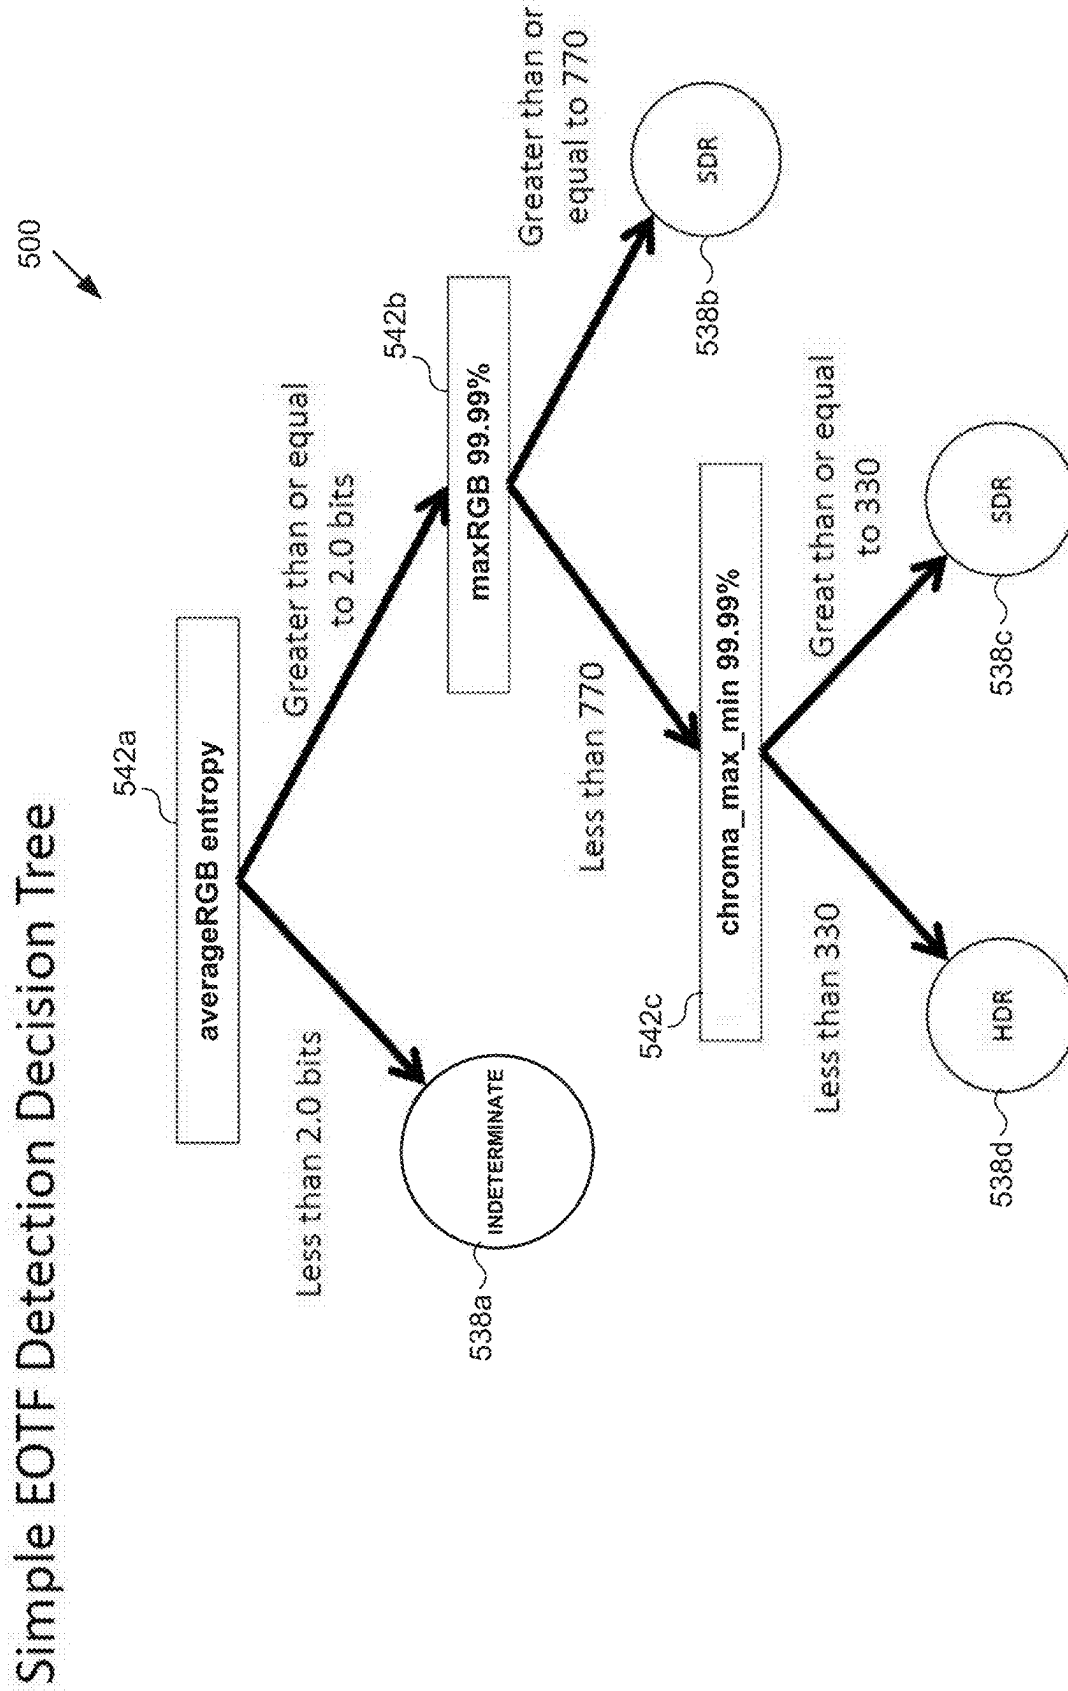 Simple EOTF Detection Decision Tree
500
542a
averageRGB entropy
Less than 2.0 bits
Greater than or equal
to 2.0 bits
538a
INDETERMINATE
542b
maxRGB 99.99%
Less than 770
Greater than or
equal to 770
538b
SDR
542c
chroma_max_min 99.99%
Less than 330
Great than or equal
to 330
538d
HDR
538c
SDR